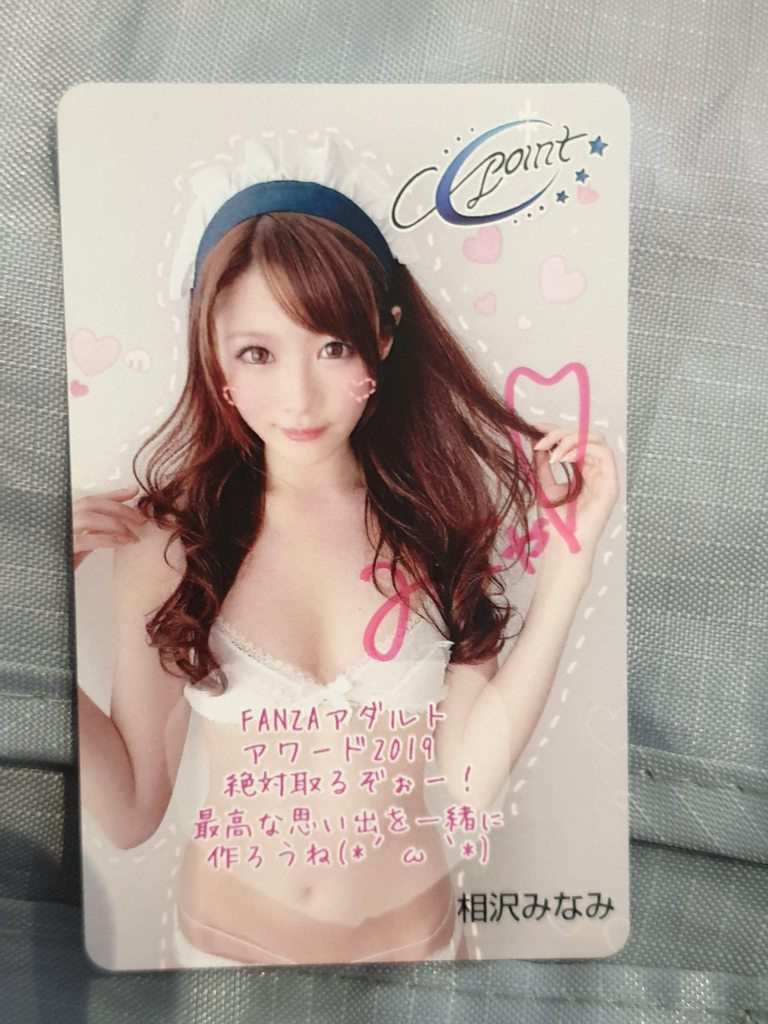 C point
FANZAアダルト
アワード2019
絶対取るぞぉー!
最高な思い出を一緒に
作ろうね(*´ω`*)
相沢みなみ